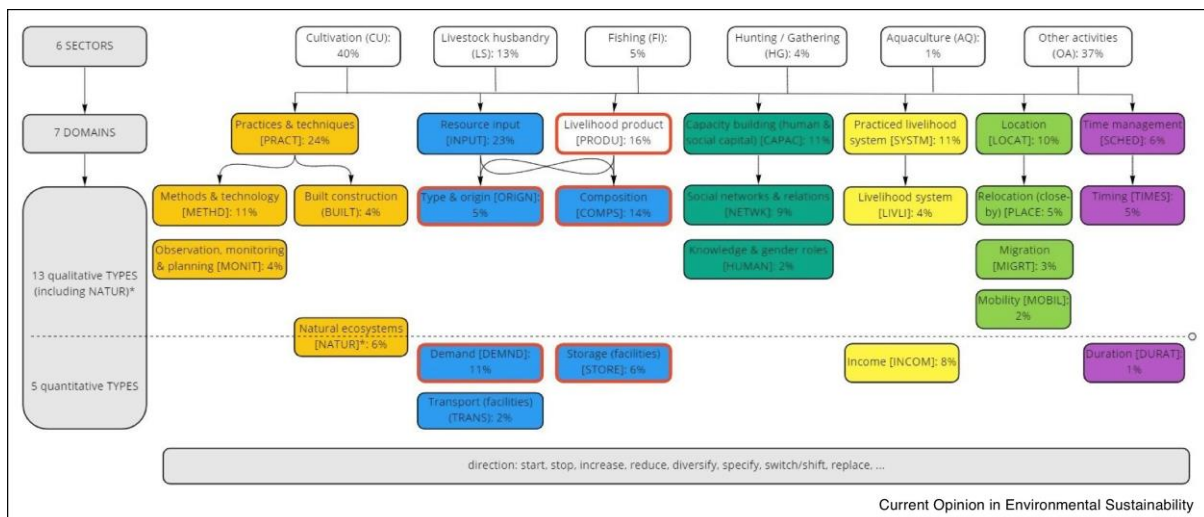 6 SECTORS
Cultivation (CU):
40%
Livestock husbandry
(LS): 13%
Fishing (FI):
5%
Hunting / Gathering
(HG): 4%
Aquaculture (AQ):
1%
Other activities
(OA): 37%
7 DOMAINS
Practices & techniques
[PRACT]: 24%
Resource input
[INPUT]: 23%
Livelihood product
[PRODU]: 16%
Capacity building (human &
social capital) [CAPAC]: 11%
Practiced livelihood
system [SYSTM]: 11%
Location
[LOCAT]: 10%
Time management
[SCHED]: 6%
13 qualitative TYPES
(including NATUR)*
Methods & technology
[METHD]: 11%
Built construction
(BUILT]: 4%
Type & origin [ORIGN]:
5%
Composition
[COMPS]: 14%
Social networks & relations
[NETWK]: 9%
Livelihood system
[LIVLI]: 4%
Relocation (close-
by) [PLACE: 5%
Timing [TIMES]:
5%
Observation, monitoring
& planning [MONIT]: 4%
Knowledge & gender roles
[HUMAN]: 2%
Migration
[MIGRT]: 3%
Mobility [MOBIL]:
2%
Natural ecosystems
[NATUR]*: 6%
5 quantitative TYPES
Demand [DEMND]:
11%
Storage (facilities)
[STORE]: 6%
Income [INCOM]: 8%
Duration [DURAT]:
1%
Transport (facilities)
(TRANS): 2%
direction: start, stop, increase, reduce, diversify, specify, switch/shift, replace, ...
Current Opinion in Environmental Sustainability